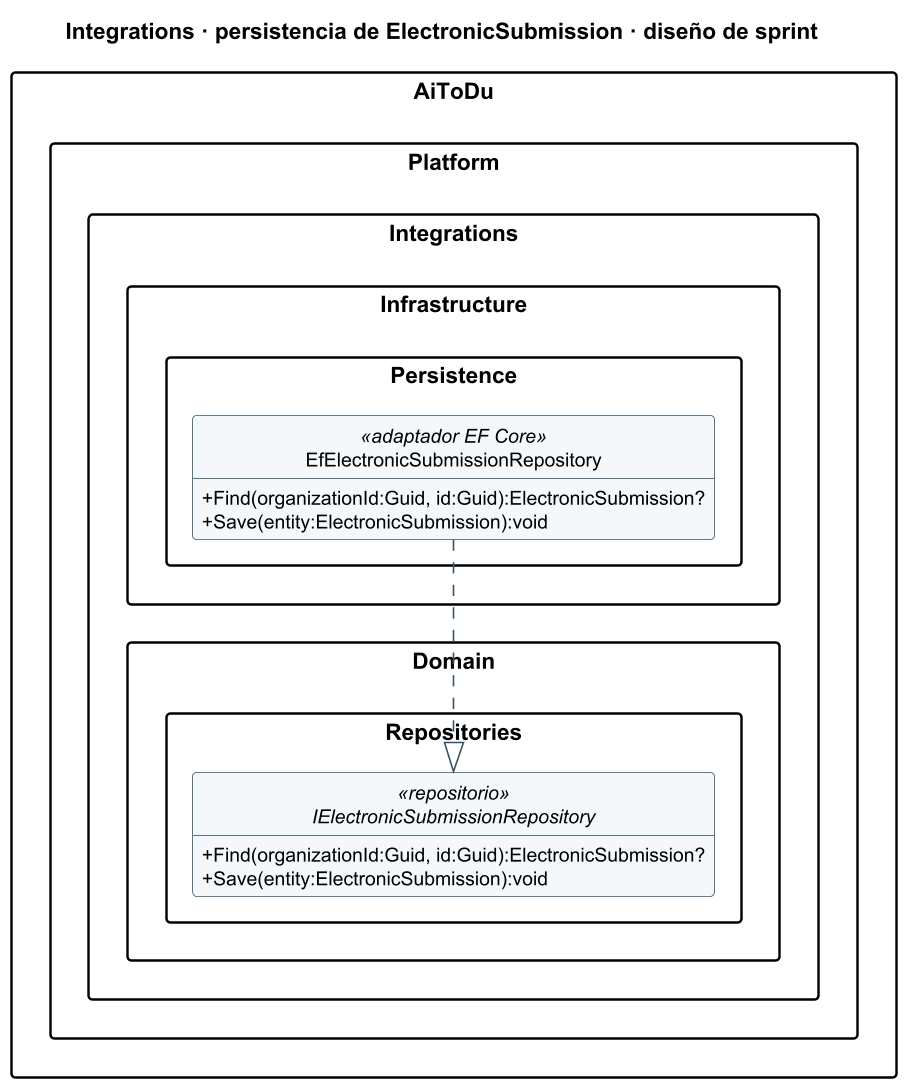 Integrations · persistencia de ElectronicSubmission · diseño de sprint
AiToDu
Platform
Integrations
Infrastructure
Persistence
«adaptador EF Core»
EfElectronicSubmissionRepository
+Find(organizationId:Guid, id:Guid):ElectronicSubmission?
+Save(entity:ElectronicSubmission):void
Domain
Repositories
«repositorio»
IElectronicSubmissionRepository
+Find(organizationId:Guid, id:Guid):ElectronicSubmission?
+Save(entity:ElectronicSubmission):void